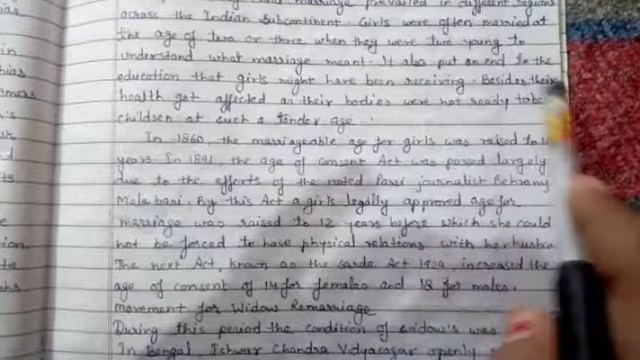 marriage prevailed in different regions
across the Indian subcontinent Girls were often married at
the age of two or three when they were two young to
understand what marriage meant. It also put an end to the
education that girls might have been receiving. Besides their
health got affected as their bodies were not ready to be
children at such a tender age.
In 1860, the marriageable age for girls was raised to
years. In 1891, the age of consent Act was passed largely
due to the efforts of the noted Parsi journalist Behramj
Malabari. By this Act a girls legally approved age for
marriage was raised to 12 years before which she could
not be forced to have physical relations with her husba
The next Act, known as the sarda Act 1929, increased the
age of consent of 14 for females and 18 for males.
Movement for Widow Remarriage
During this period the condition of widow's was
In Bengal Ishwar Chandra Vidyasagar openly